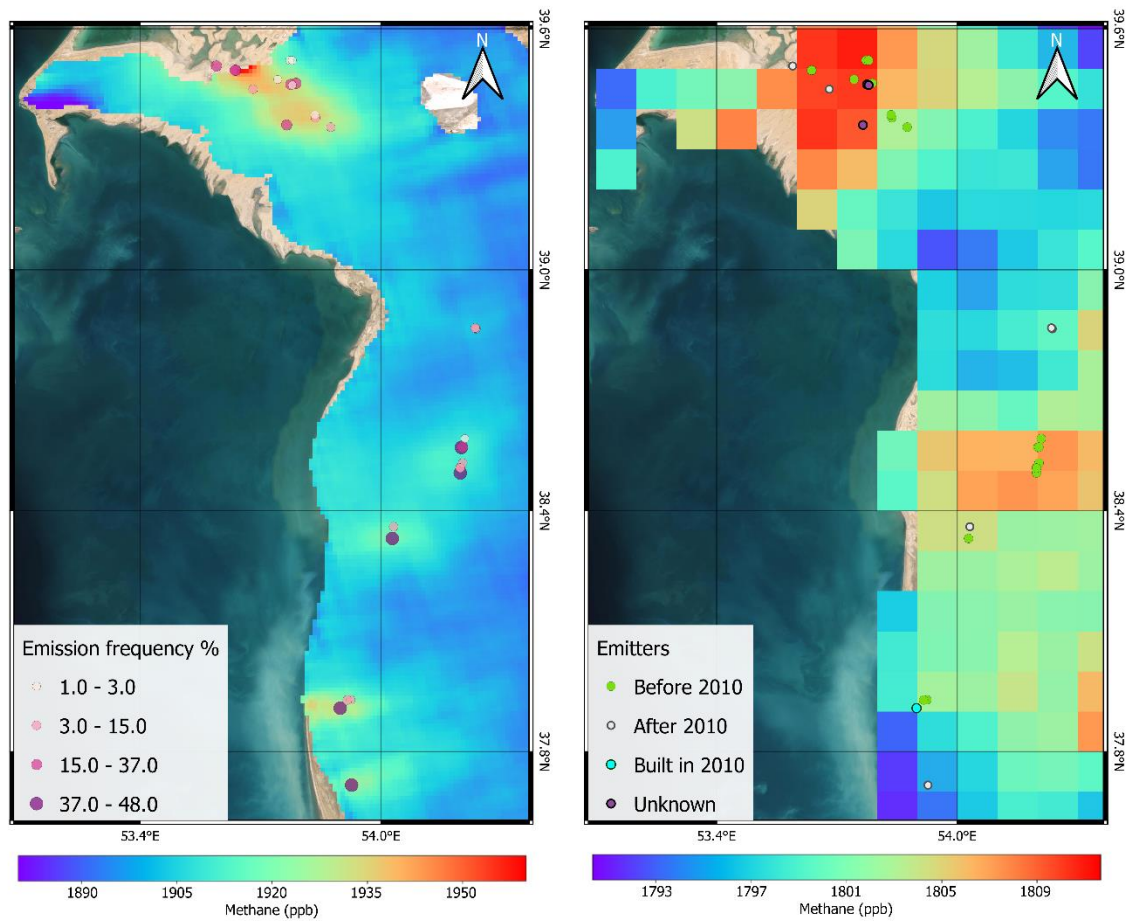 N
Emission frequency %
1.0 - 3.0
3.0 - 15.0
15.0 - 37.0
37.0 - 48.0
53.4°E
54.0°E
39.6°N
39.0°N
38.4°N
37.8°N
1890
1905
1920
1935
1950
Methane (ppb)
N
Emitters
Before 2010
After 2010
Built in 2010
Unknown
53.4°E
54.0°E
39.6°N
39.0°N
38.4°N
37.8°N
1793
1797
1801
1805
1809
Methane (ppb)